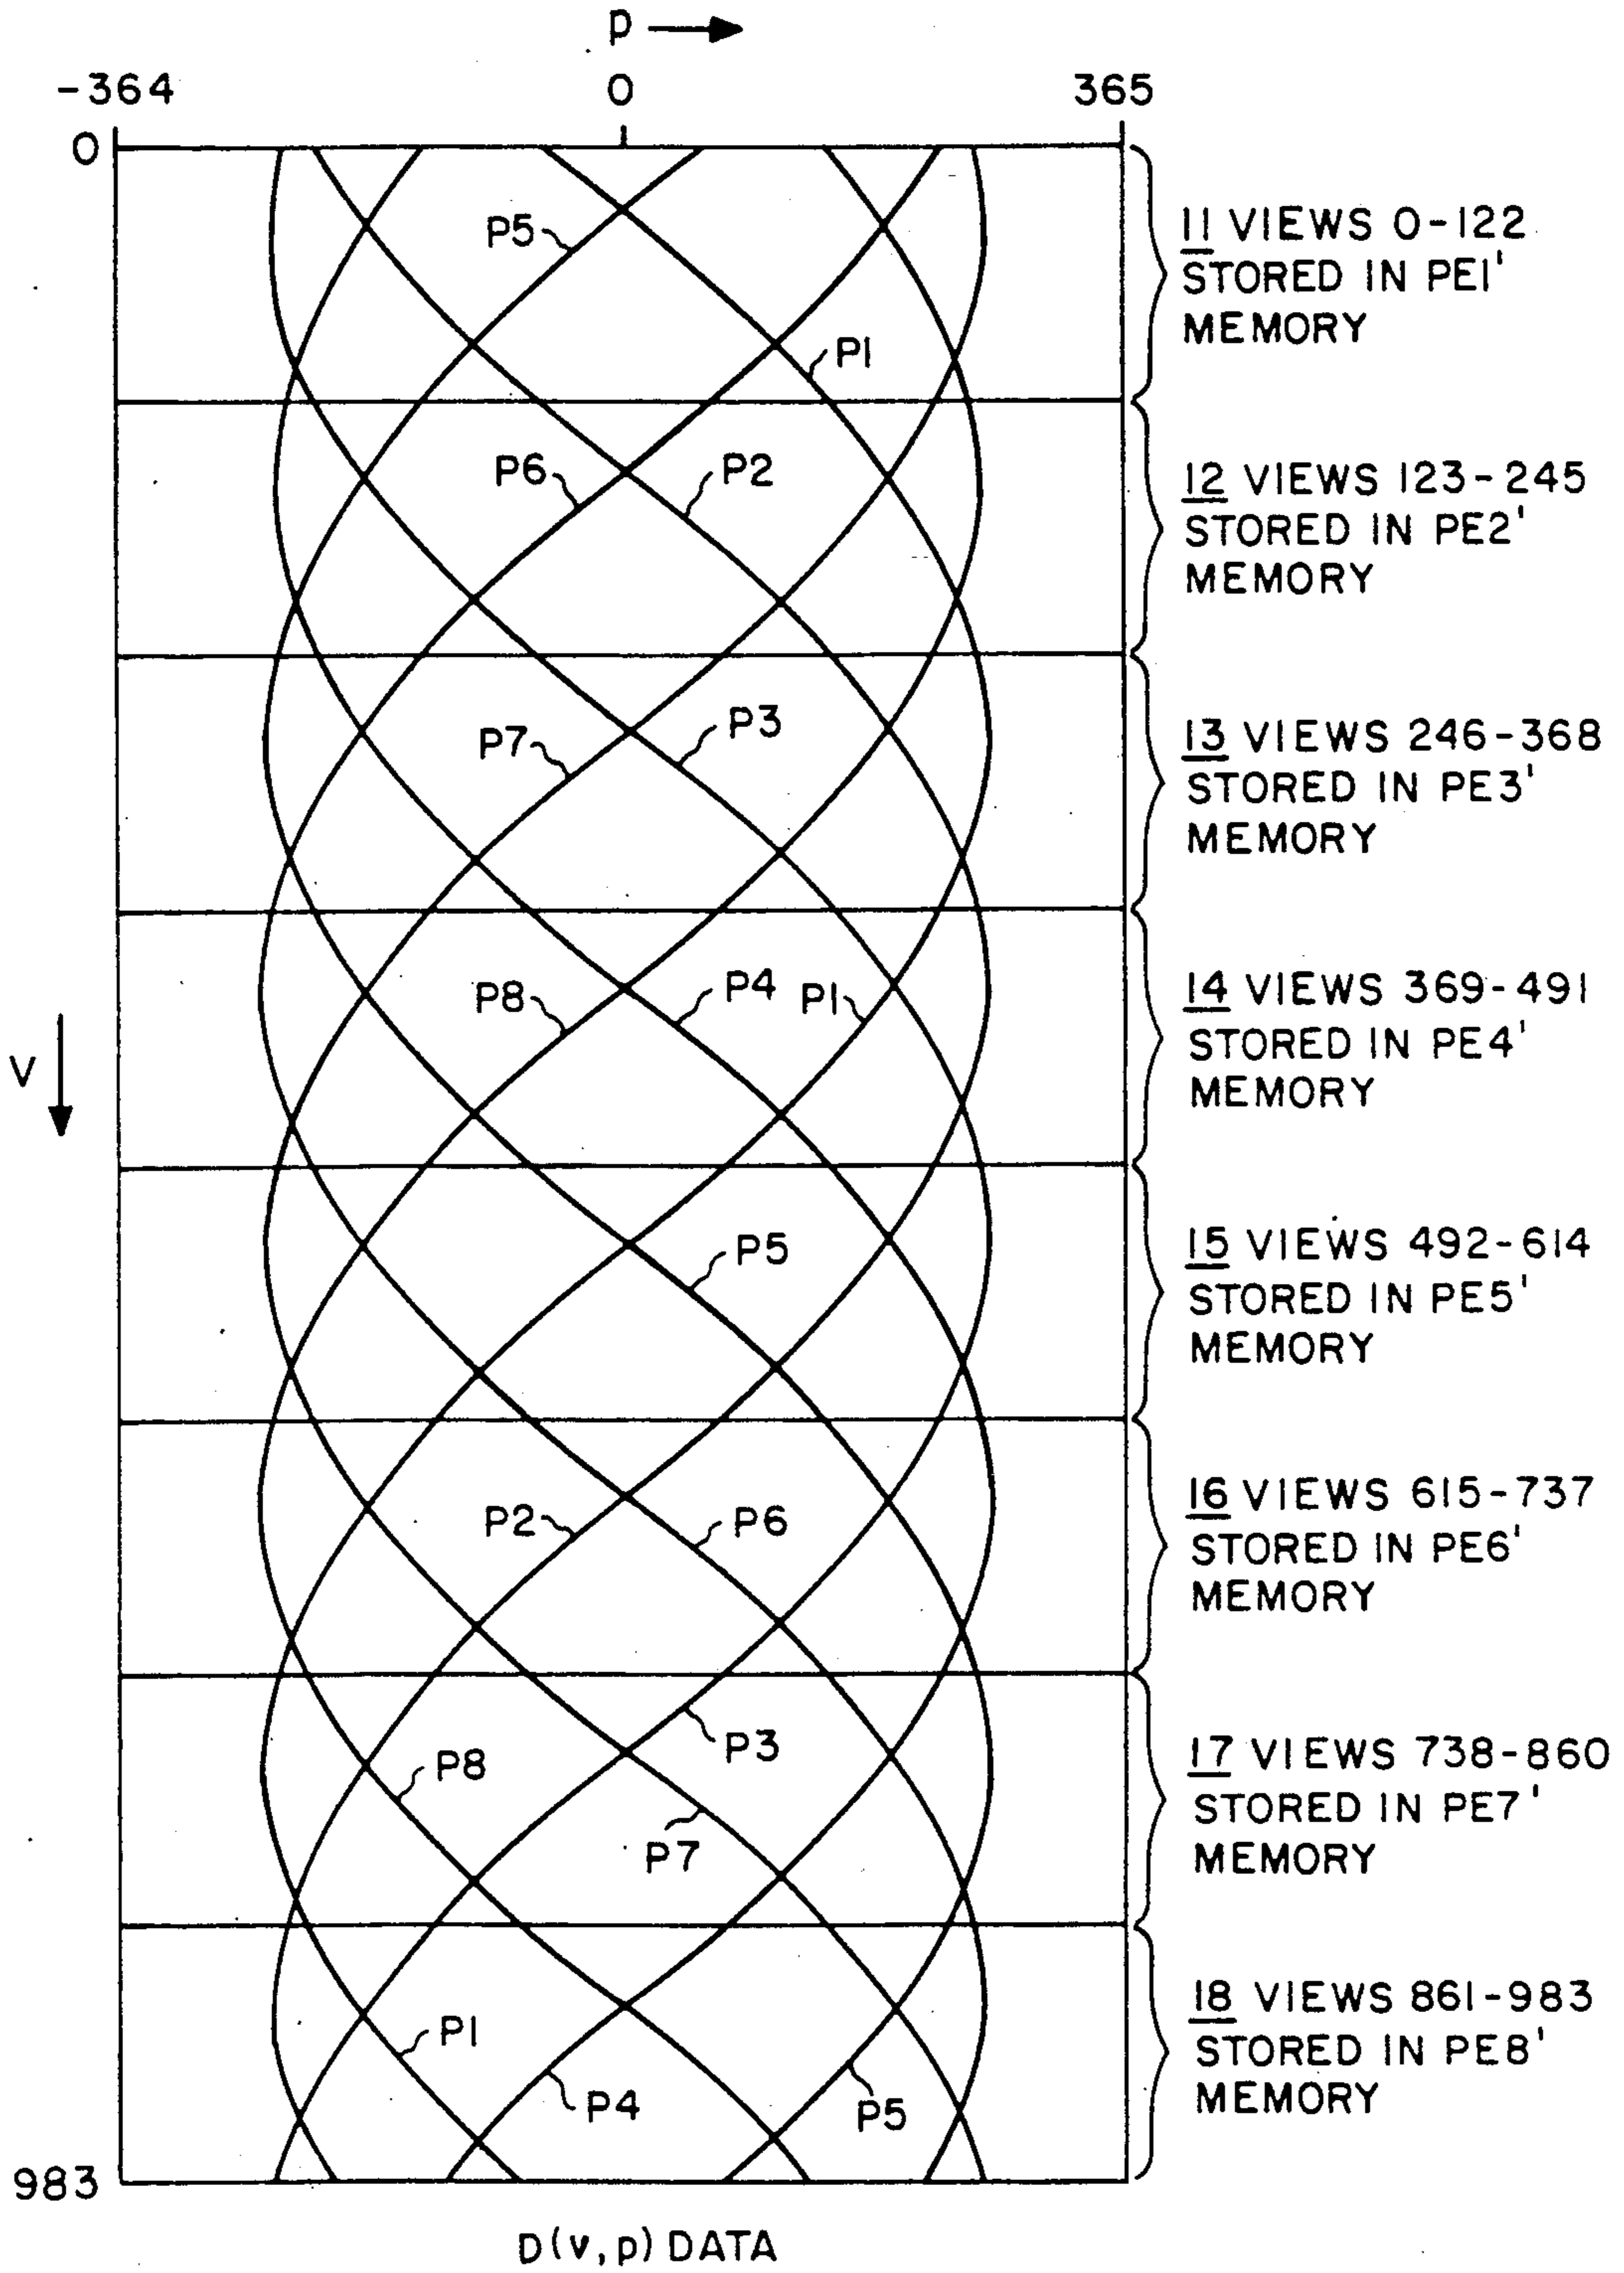 p
-364 0 365
0
P5
11 VIEWS 0-122
STORED IN PE1'
MEMORY
P1
P6 P2
12 VIEWS 123-245
STORED IN PE2'
MEMORY
P7 P3
13 VIEWS 246-368
STORED IN PE3'
MEMORY
P8 P4 P1
14 VIEWS 369-491
STORED IN PE4'
MEMORY
V
P5
15 VIEWS 492-614
STORED IN PE5'
MEMORY
P2 P6
16 VIEWS 615-737
STORED IN PE6'
MEMORY
P8 P3
P7
17 VIEWS 738-860
STORED IN PE7'
MEMORY
P1
P4 P5
18 VIEWS 861-983
STORED IN PE8'
MEMORY
983
D(v,p) DATA